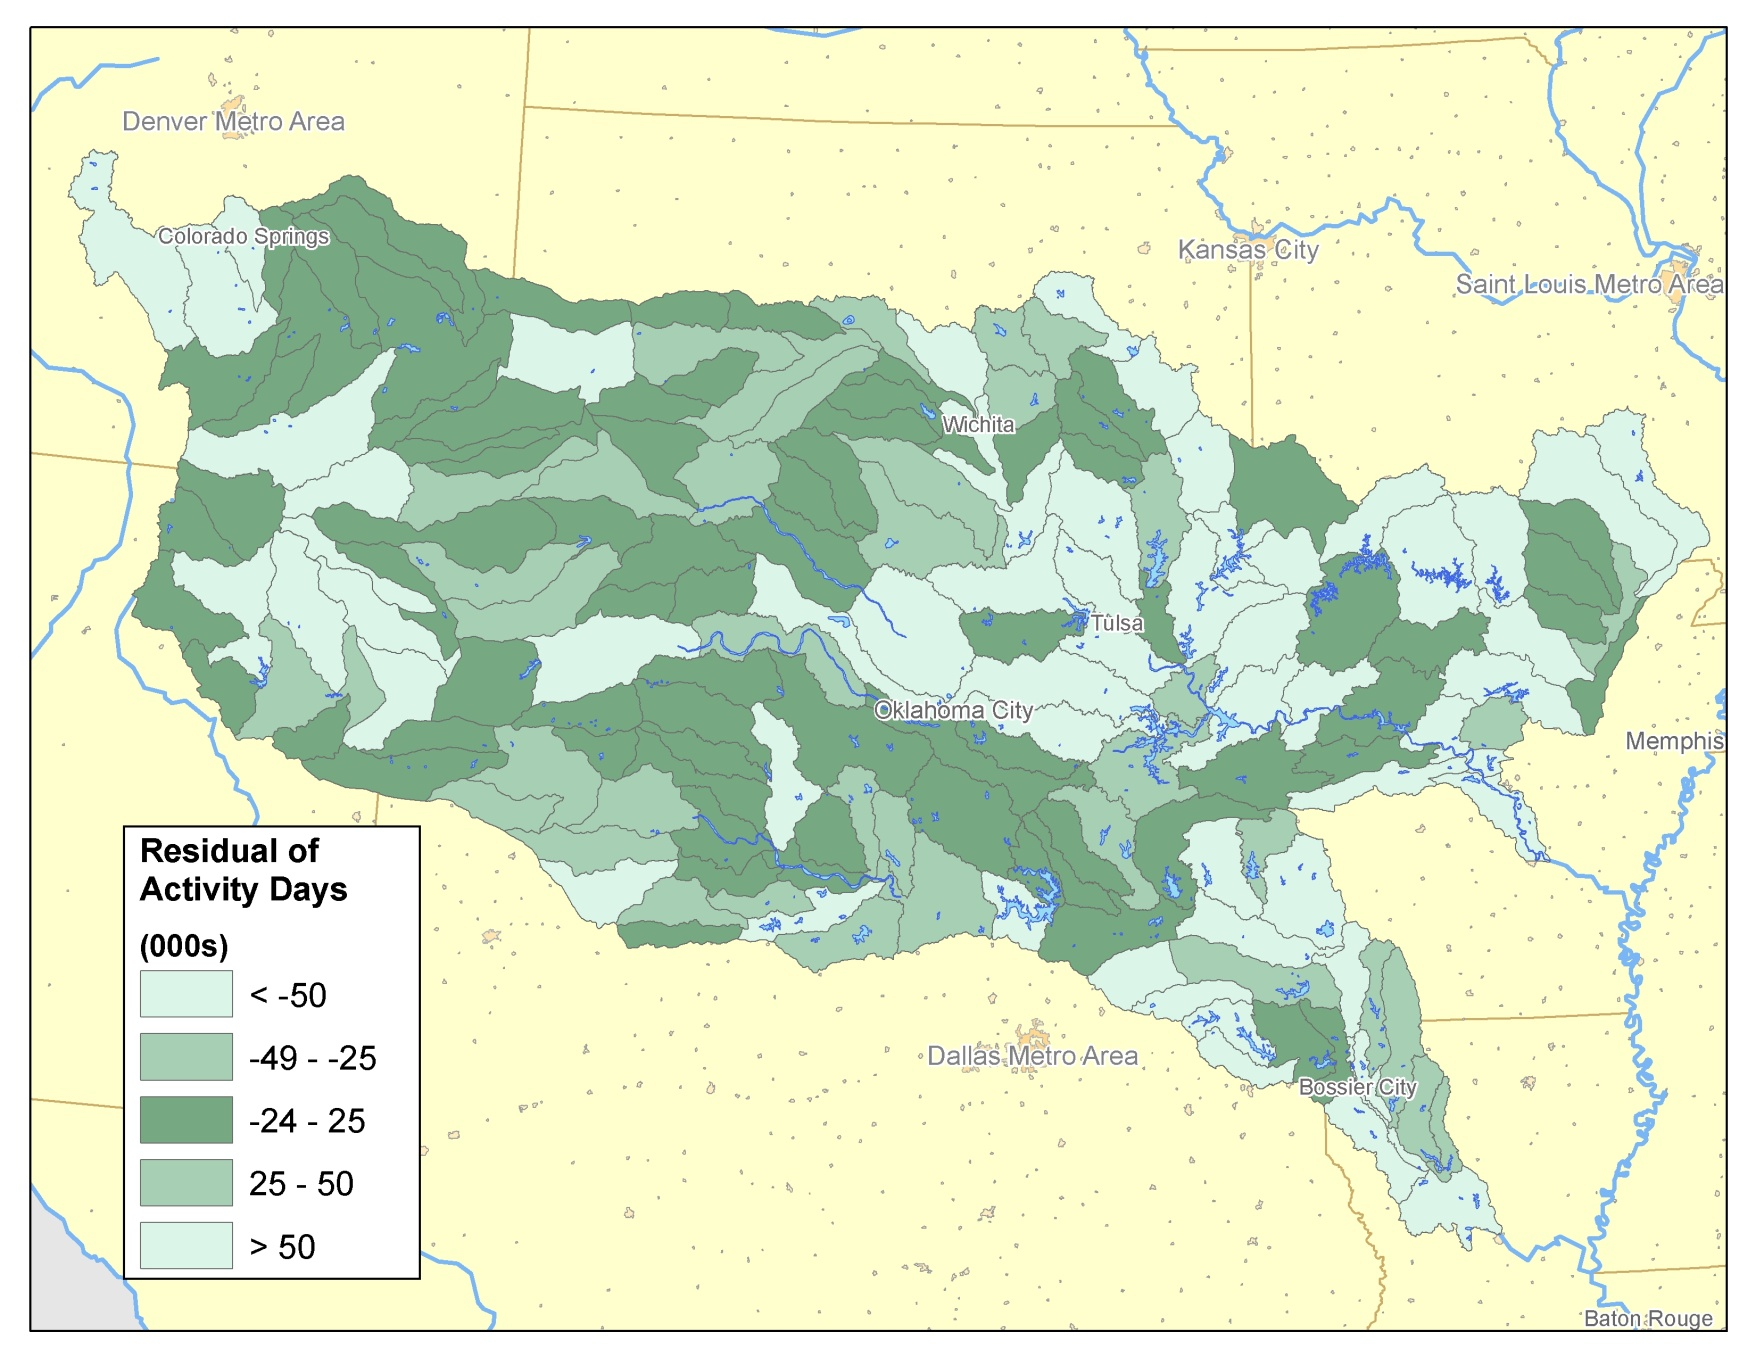 Denver Metro Area
Colorado Springs
Kansas City
Saint Louis Metro Area
Wichita
Tulsa
Oklahoma City
Memphis
Dallas Metro Area
Bossier City
Baton Rouge
Residual of
Activity Days
(000s)
< -50
-49 - -25
-24 - 25
25 - 50
> 50